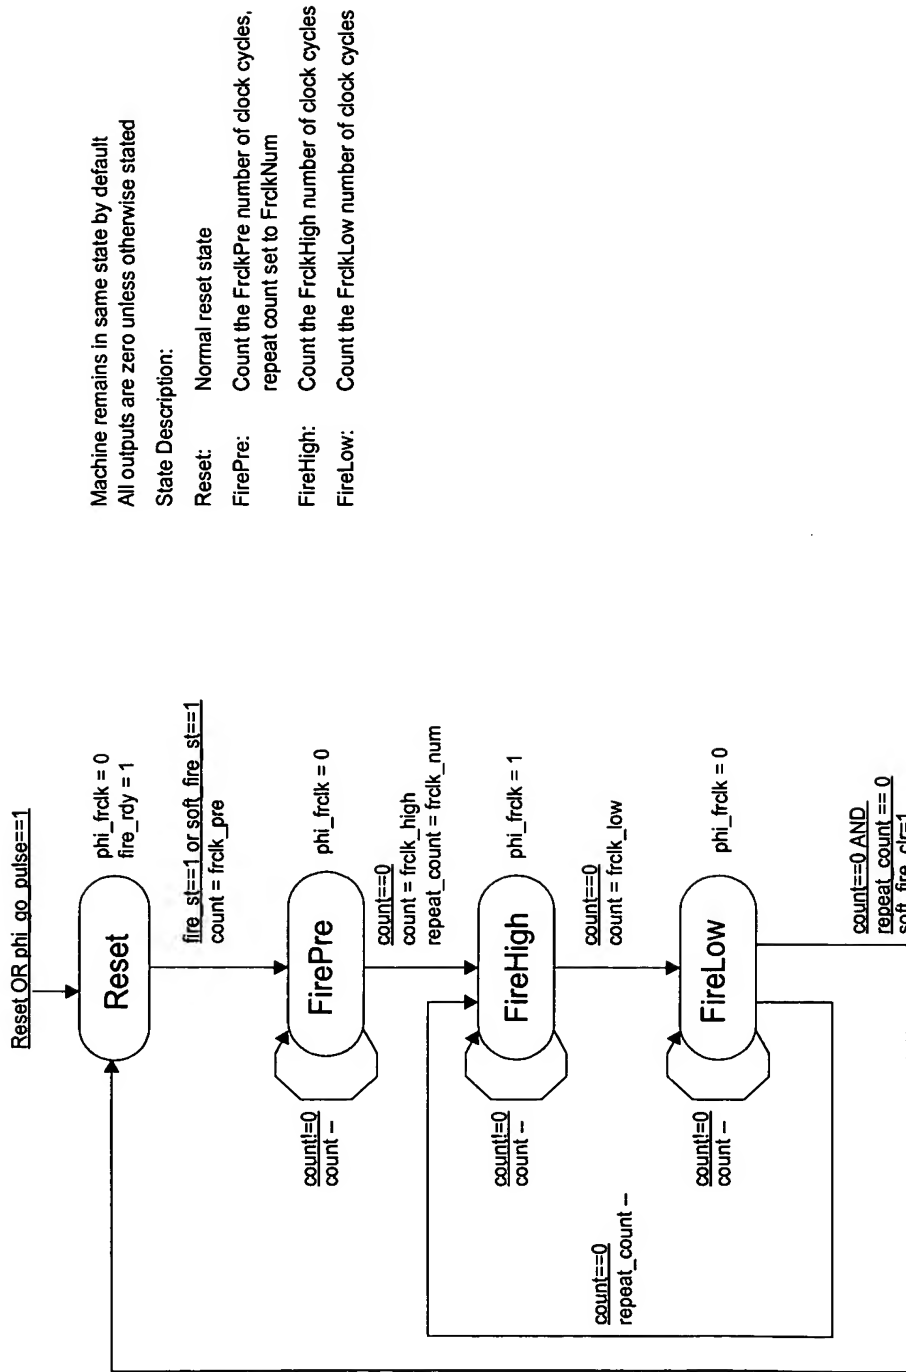 Machine remains in same state by default
All outputs are zero unless otherwise stated
State Description:
Reset: Normal reset state
FirePre: Count the FrclkPre number of clock cycles,
repeat count set to FrclkNum
FireHigh: Count the FrclkHigh number of clock cycles
FireLow: Count the FrclkLow number of clock cycles
Reset OR phi_go_pulse==1
Reset
phi_frclk = 0
fire_rdy = 1
fire_st==1 or soft_fire_st==1
count = frclk_pre
FirePre
phi_frclk = 0
count!=0
count --
count==0
count = frclk_high
repeat_count = frclk_num
FireHigh
phi_frclk = 1
count!=0
count --
count==0
count = frclk_low
FireLow
phi_frclk = 0
count!=0
count --
count==0
repeat_count --
count==0 AND
repeat_count == 0
soft_fire_clr=1